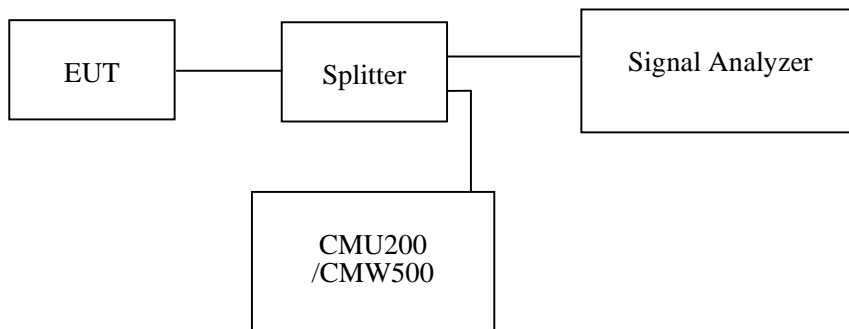 EUT
Splitter
Signal Analyzer
CMU200
/CMW500